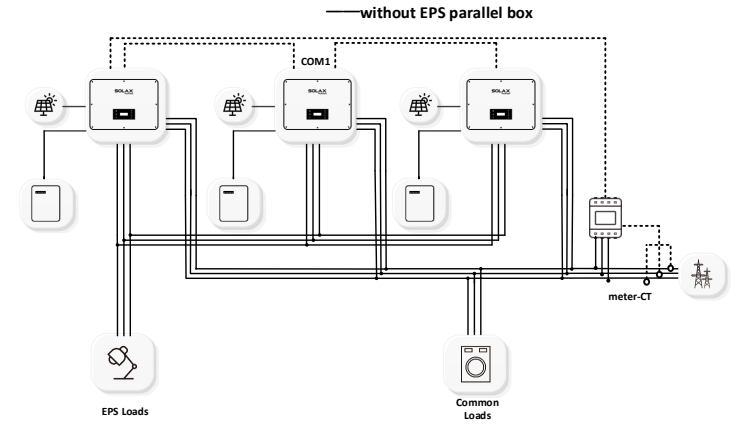 ——without EPS parallel box
COM1
SOLAX
SOLAX
SOLAX
meter-CT
EPS Loads
Common
Loads